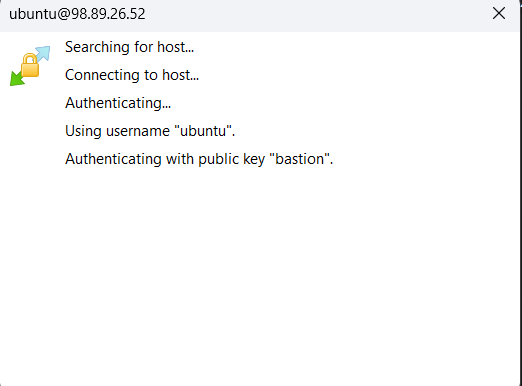 ubuntu@98.89.26.52
Searching for host...
Connecting to host...
Authenticating...
Using username "ubuntu".
Authenticating with public key "bastion".